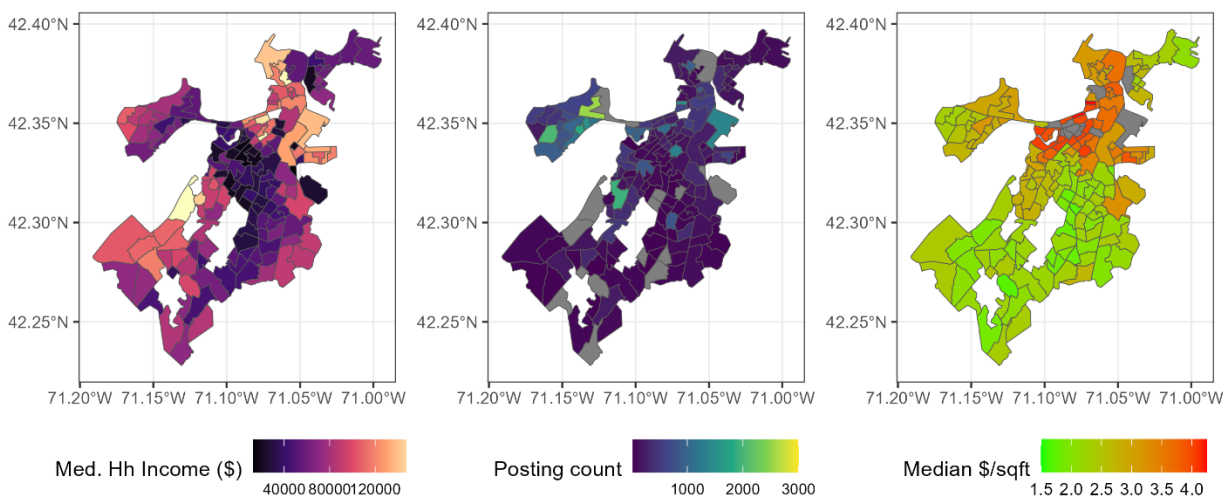 42.40°N
42.35°N
42.30°N
42.25°N
71.20°W 71.15°W 71.10°W 71.05°W 71.00°W
42.40°N
42.35°N
42.30°N
42.25°N
71.20°W 71.15°W 71.10°W 71.05°W 71.00°W
42.40°N
42.35°N
42.30°N
42.25°N
71.20°W 71.15°W 71.10°W 71.05°W 71.00°W
Med. Hh Income ($)
40000 80000 120000
Posting count
1000 2000 3000
Median $/sqft
1.5 2.0 2.5 3.0 3.5 4.0